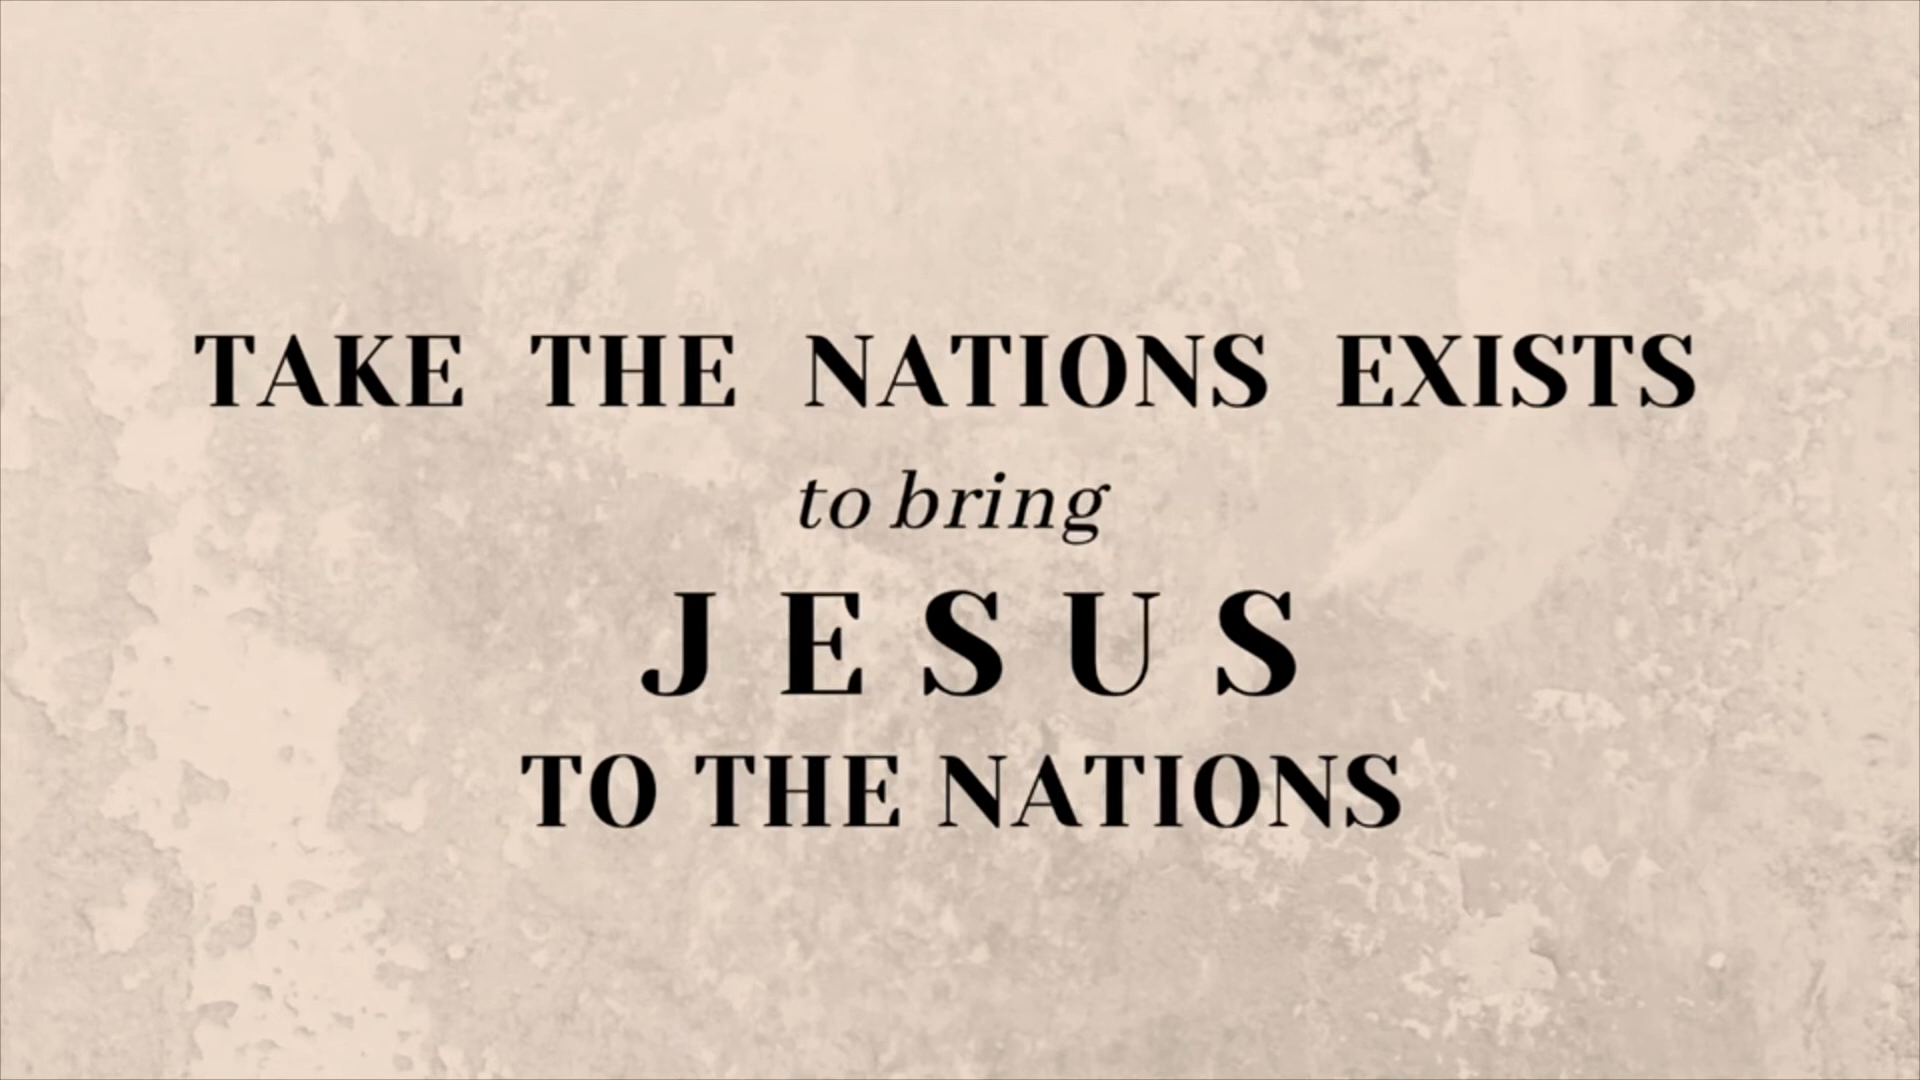 TAKE THE NATIONS EXISTS
to bring
JESUS
TO THE NATIONS